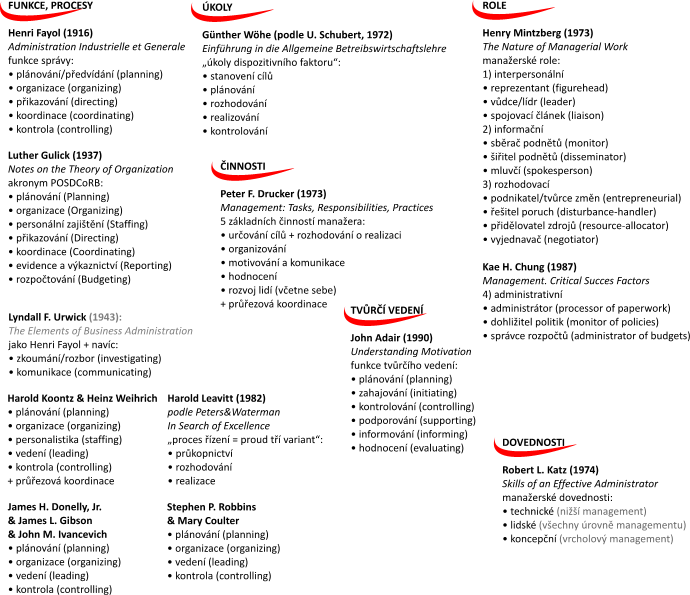 FUNKCE, PROCESY
Henri Fayol (1916)
Administration Industrielle et Generale
funkce správy:
• plánování/předvídání (planning)
• organizace (organizing)
• přikazování (directing)
• koordinace (coordinating)
• kontrola (controlling)
Luther Gulick (1937)
Notes on the Theory of Organization
akronym POSDCoRB:
• plánování (Planning)
• organizace (Organizing)
• personální zajištění (Staffing)
• přikazování (Directing)
• koordinace (Coordinating)
• evidence a výkaznictví (Reporting)
• rozpočtování (Budgeting)
Lyndall F. Urwick (1943):
The Elements of Business Administration
jako Henri Fayol + navíc:
• zkoumání/rozbor (investigating)
• komunikace (communicating)
Harold Koontz & Heinz Weihrich
• plánování (planning)
• organizace (organizing)
• personalistika (staffing)
• vedení (leading)
• kontrola (controlling)
+ průřezová koordinace
James H. Donelly, Jr.
& James L. Gibson
& John M. Ivancevich
• plánování (planning)
• organizace (organizing)
• vedení (leading)
• kontrola (controlling)
Harold Leavitt (1982)
podle Peters&Waterman
In Search of Excellence
„proces řízení = proud tří variant“:
• průkopnictví
• rozhodování
• realizace
Stephen P. Robbins
& Mary Coulter
• plánování (planning)
• organizace (organizing)
• vedení (leading)
• kontrola (controlling)
ÚKOLY
Günther Wöhe (podle U. Schubert, 1972)
Einführung in die Allgemeine Betreibswirtschaftslehre
„úkoly dispozitivního faktoru“:
• stanovení cílů
• plánování
• rozhodování
• realizování
• kontrolování
ČINNOSTI
Peter F. Drucker (1973)
Management: Tasks, Responsibilities, Practices
5 základních činností manažera:
• určování cílů + rozhodování o realizaci
• organizování
• motivování a komunikace
• hodnocení
• rozvoj lidí (včetne sebe)
+ průřezová koordinace
TVŮRČÍ VEDENÍ
John Adair (1990)
Understanding Motivation
funkce tvůrčího vedení:
• plánování (planning)
• zahajování (initiating)
• kontrolování (controlling)
• podporování (supporting)
• informování (informing)
• hodnocení (evaluating)
ROLE
Henry Mintzberg (1973)
The Nature of Managerial Work
manažerské role:
1) interpersonální
• reprezentant (figurehead)
• vůdce/lídr (leader)
• spojovací článek (liaison)
2) informační
• sběrač podnětů (monitor)
• šiřitel podnětů (disseminator)
• mluvčí (spokesperson)
3) rozhodovací
• podnikatel/tvůrce změn (entrepreneurial)
• řešitel poruch (disturbance-handler)
• přidělovatel zdrojů (resource-allocator)
• vyjednavač (negotiator)
Kae H. Chung (1987)
Management. Critical Succes Factors
4) administrativní
• administrátor (processor of paperwork)
• dohližitel politik (monitor of policies)
• správce rozpočtů (administrator of budgets)
DOVEDNOSTI
Robert L. Katz (1974)
Skills of an Effective Administrator
manažerské dovednosti:
• technické (nižší management)
• lidské (všechny úrovně managementu)
• koncepční (vrcholový management)